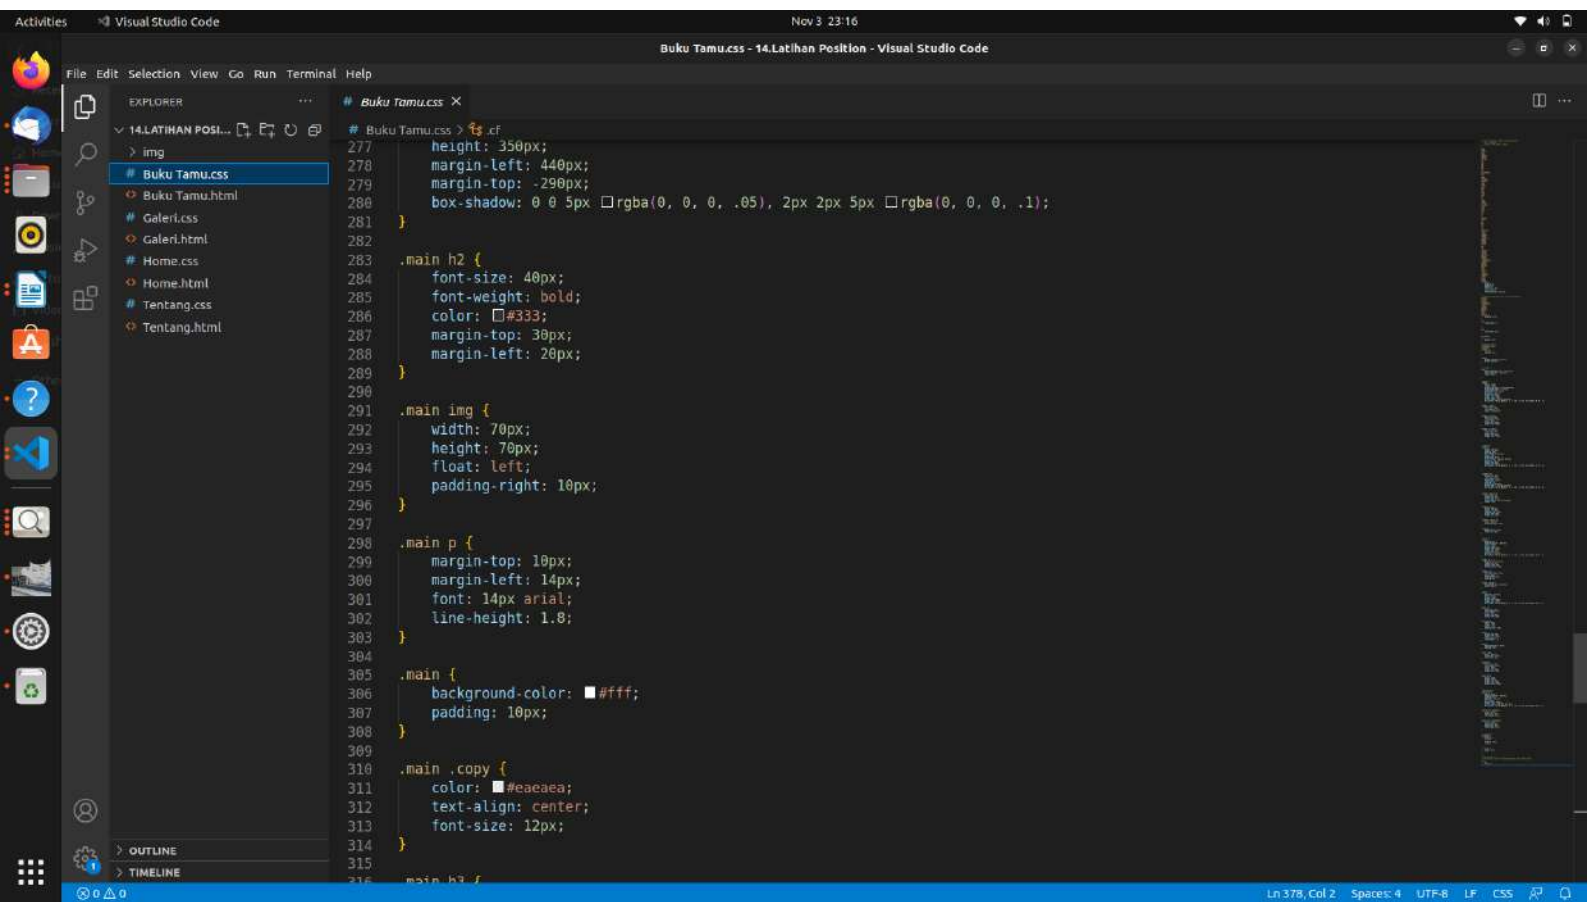 Activities
Visual Studio Code
Nov 3 23:16
Buku Tamu.css - 14.Latihan Position - Visual Studio Code
File Edit Selection View Go Run Terminal Help
EXPLORER
14.LATIHAN POSI...
> img
# Buku Tamu.css
Buku Tamu.html
# Galeri.css
Galeri.html
# Home.css
Home.html
# Tentang.css
Tentang.html
> OUTLINE
> TIMELINE
# Buku Tamu.css
# Buku Tamu.css > .cf
277 height: 350px;
278 margin-left: 440px;
279 margin-top: -290px;
280 box-shadow: 0 0 5px rgba(0, 0, 0, .05), 2px 2px 5px rgba(0, 0, 0, .1);
281 }
282
283 .main h2 {
284 font-size: 40px;
285 font-weight: bold;
286 color: #333;
287 margin-top: 30px;
288 margin-left: 20px;
289 }
290
291 .main img {
292 width: 70px;
293 height: 70px;
294 float: left;
295 padding-right: 10px;
296 }
297
298 .main p {
299 margin-top: 10px;
300 margin-left: 14px;
301 font: 14px arial;
302 line-height: 1.8;
303 }
304
305 .main {
306 background-color: #fff;
307 padding: 10px;
308 }
309
310 .main .copy {
311 color: #eaeaea;
312 text-align: center;
313 font-size: 12px;
314 }
315
316 .main h3 {
1
0 0
Ln 378, Col 2 Spaces: 4 UTF-8 LF CSS